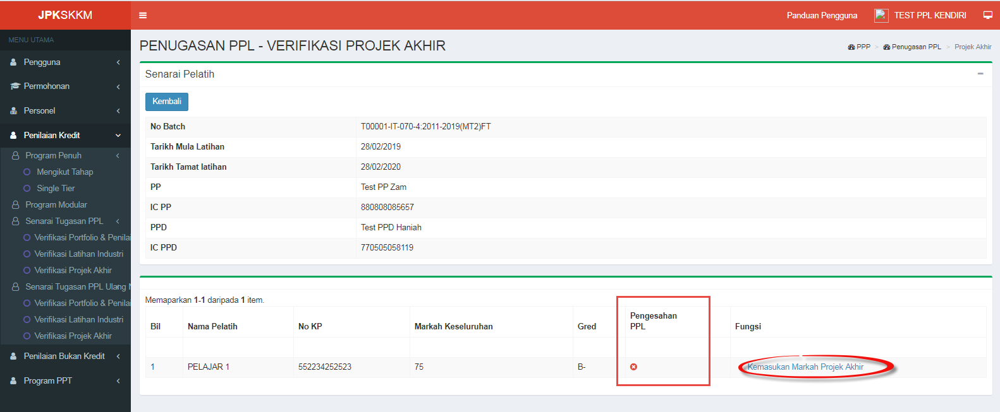 JPKSKKM
Panduan Pengguna
TEST PPL KENDIRI
MENU UTAMA
Pengguna
Permohonan
Personel
Penilaian Kredit
Program Penuh
Mengikut Tahap
Single Tier
Program Modular
Senarai Tugasan PPL
Verifikasi Portfolio & Penilai
Verifikasi Latihan Industri
Verifikasi Projek Akhir
Senarai Tugasan PPL Ulang
Verifikasi Portfolio & Penilai
Verifikasi Latihan Industri
Verifikasi Projek Akhir
Penilaian Bukan Kredit
Program PPT
PENUGASAN PPL - VERIFIKASI PROJEK AKHIR
PPP > Penugasan PPL > Projek Akhir
Senarai Pelatih
Kembali
No Batch T00001-IT-070-4:2011-2019(MT2)FT
Tarikh Mula Latihan 28/02/2019
Tarikh Tamat latihan 28/02/2020
PP Test PP Zam
IC PP 880808085657
PPD Test PPD Haniah
IC PPD 770505058119
Memaparkan 1-1 daripada 1 item.
Bil Nama Pelatih No KP Markah Keseluruhan Gred Pengesahan PPL Fungsi
1 PELAJAR 1 552234252523 75 B- Kemasukan Markah Projek Akhir